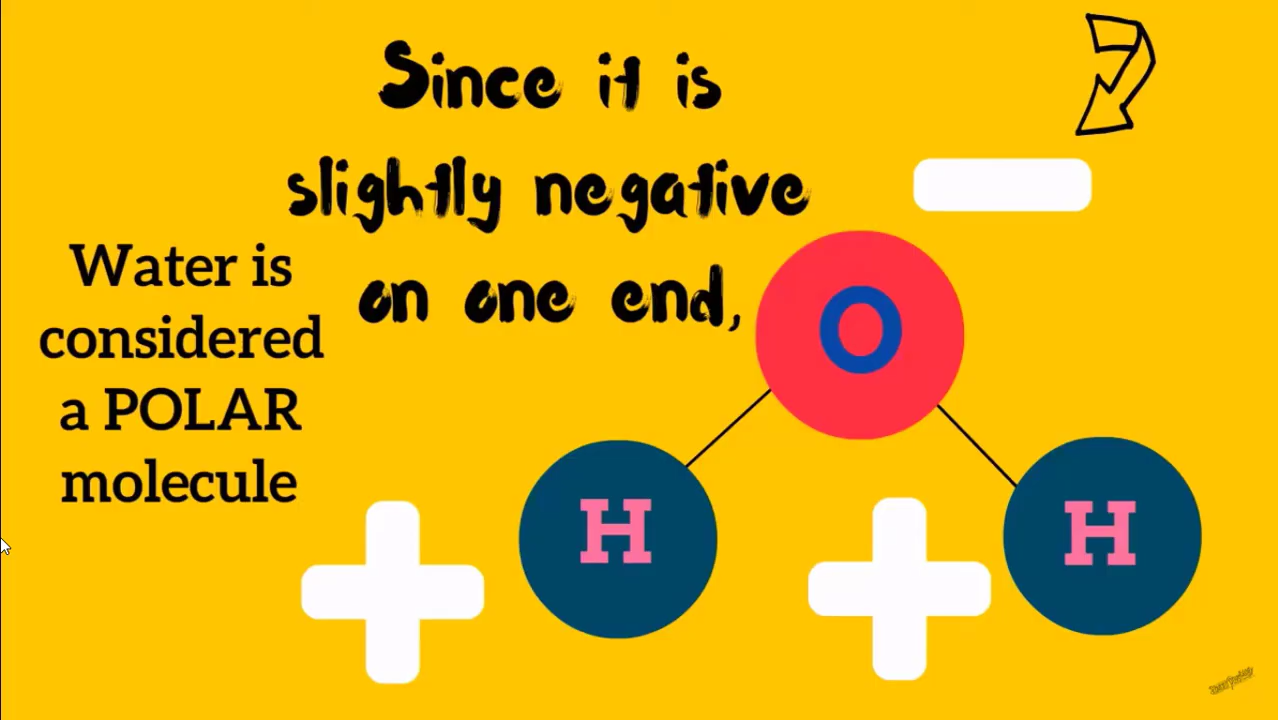 Since it is
slightly negative
on one end,
Water is
considered
a POLAR
molecule
O
H
H